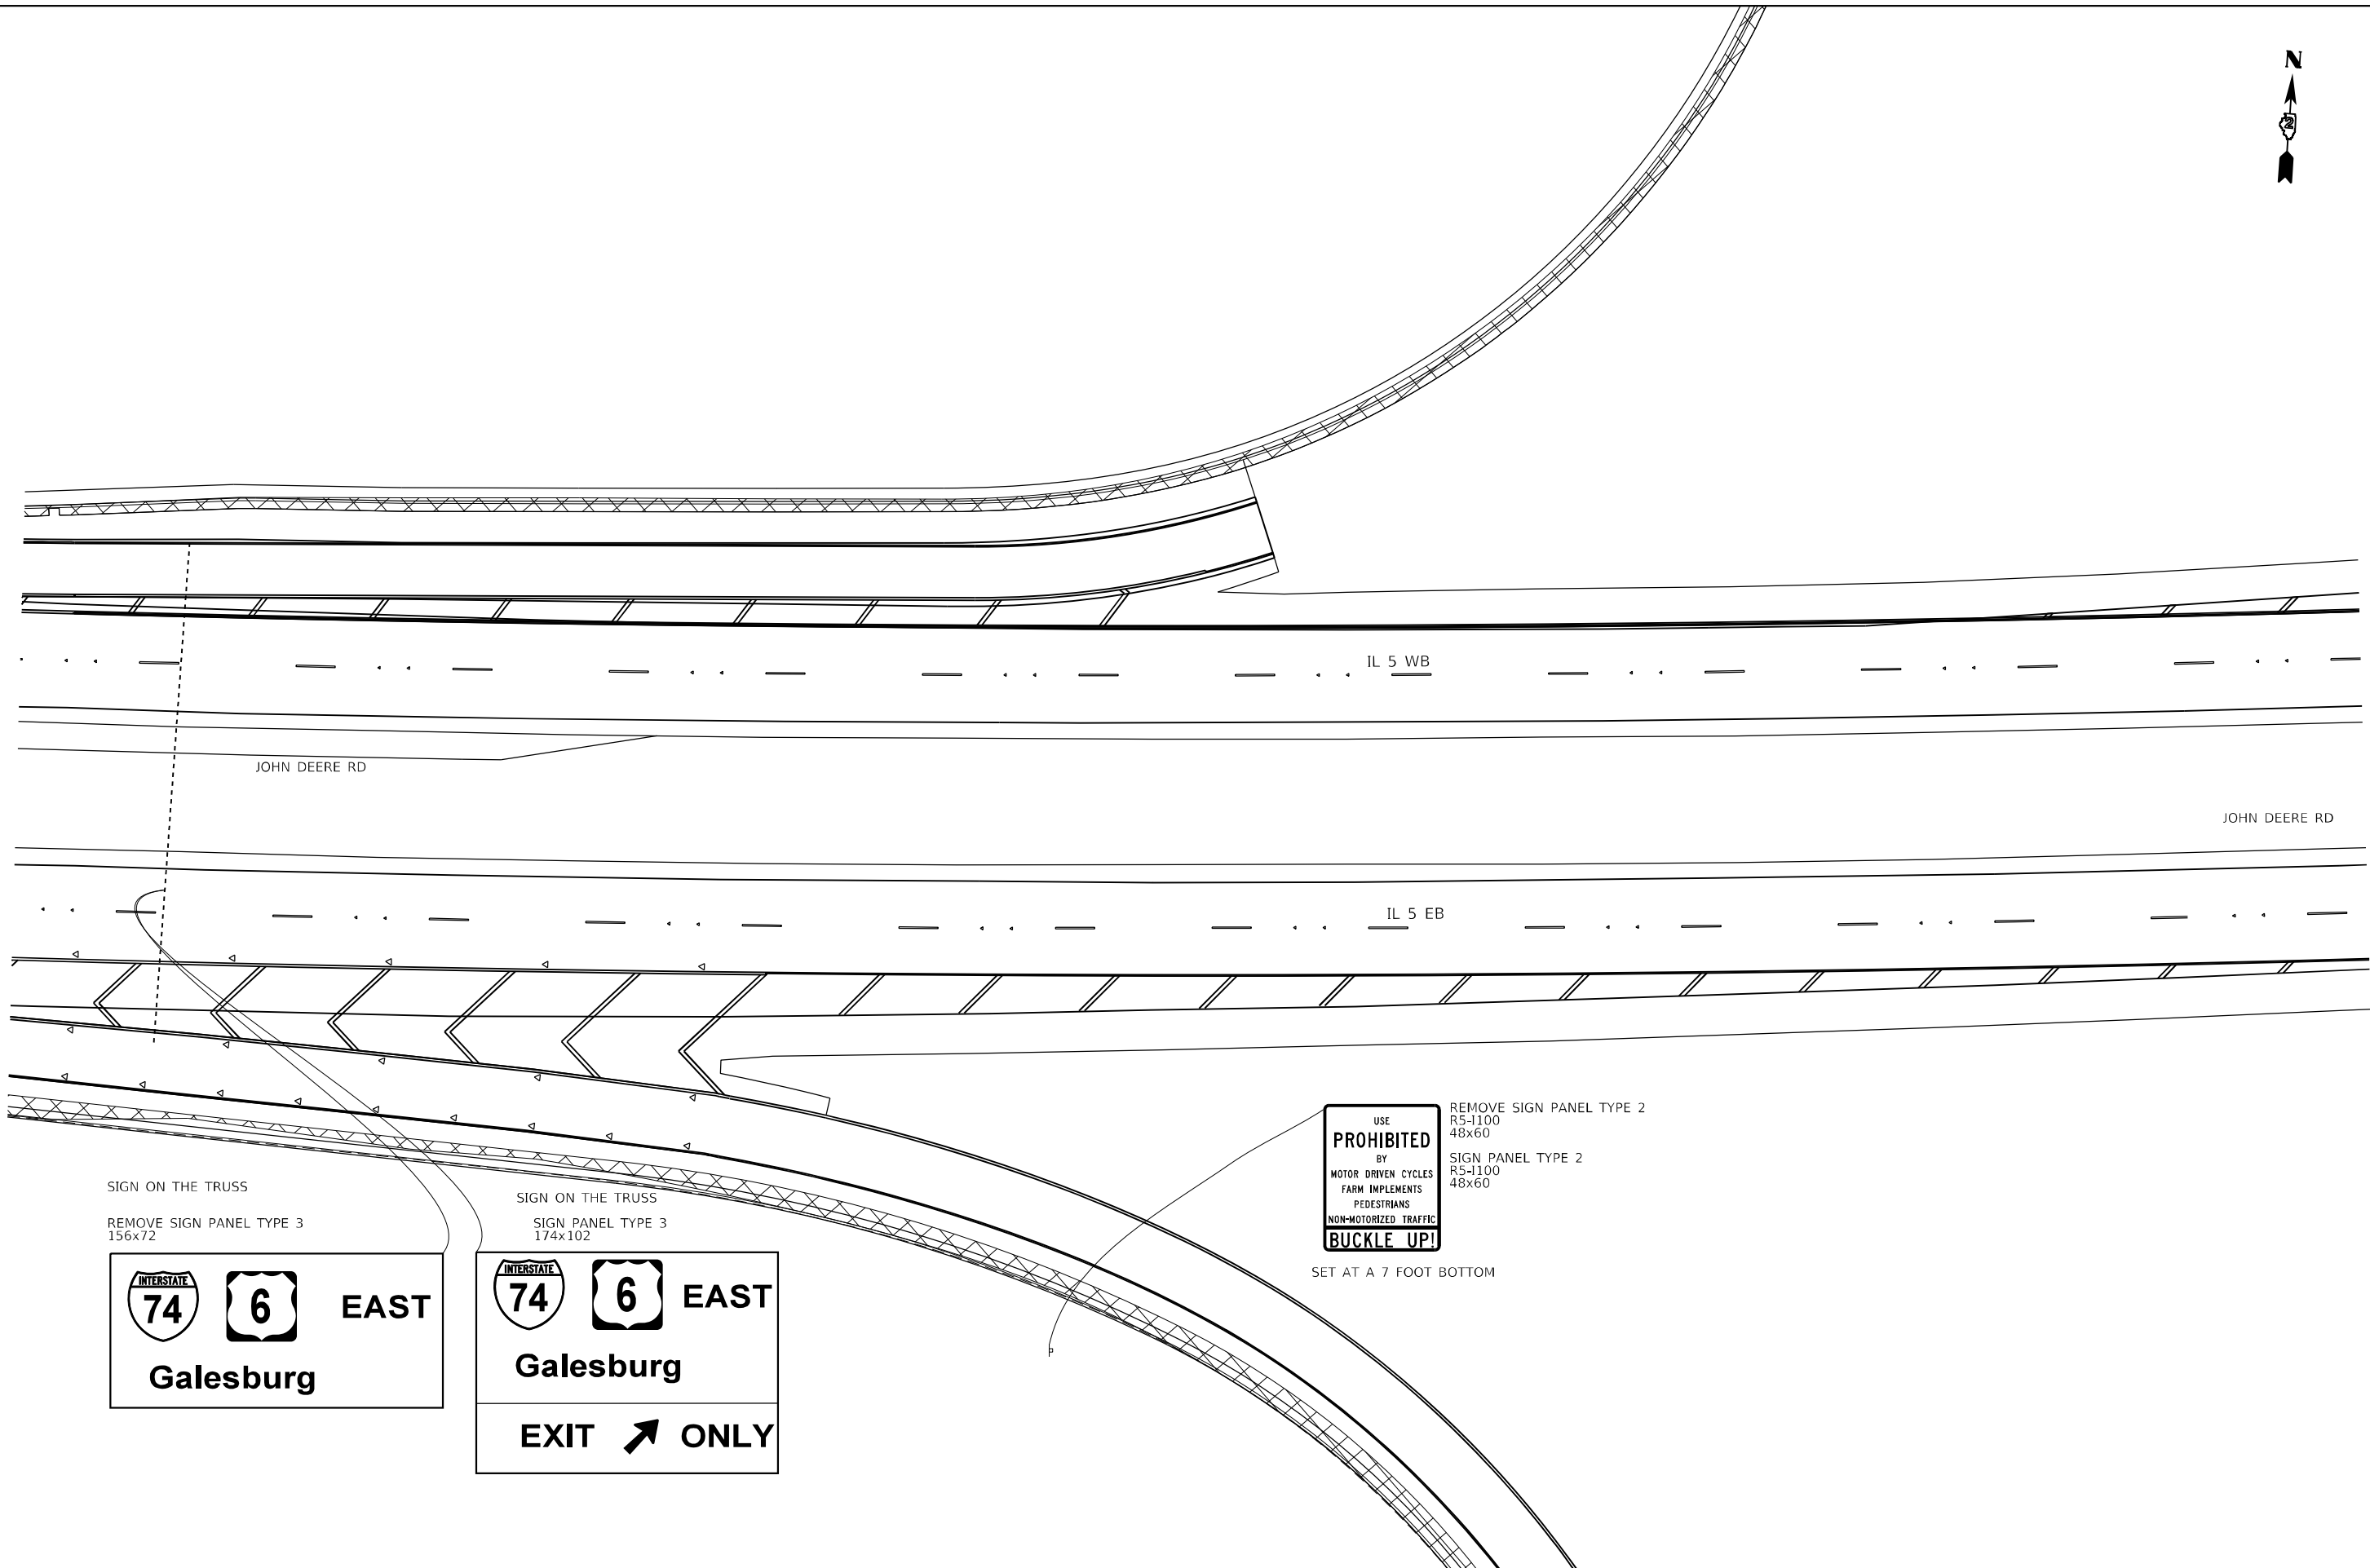 N
2
IL 5 WB
JOHN DEERE RD
JOHN DEERE RD
IL 5 EB
SIGN ON THE TRUSS
REMOVE SIGN PANEL TYPE 3
156x72
INTERSTATE
74
6
EAST
Galesburg
SIGN ON THE TRUSS
SIGN PANEL TYPE 3
174x102
INTERSTATE
74
6
EAST
Galesburg
EXIT ONLY
USE
PROHIBITED
BY
MOTOR DRIVEN CYCLES
FARM IMPLEMENTS
PEDESTRIANS
NON-MOTORIZED TRAFFIC
BUCKLE UP!
REMOVE SIGN PANEL TYPE 2
R5-I100
48x60
SIGN PANEL TYPE 2
R5-I100
48x60
SET AT A 7 FOOT BOTTOM